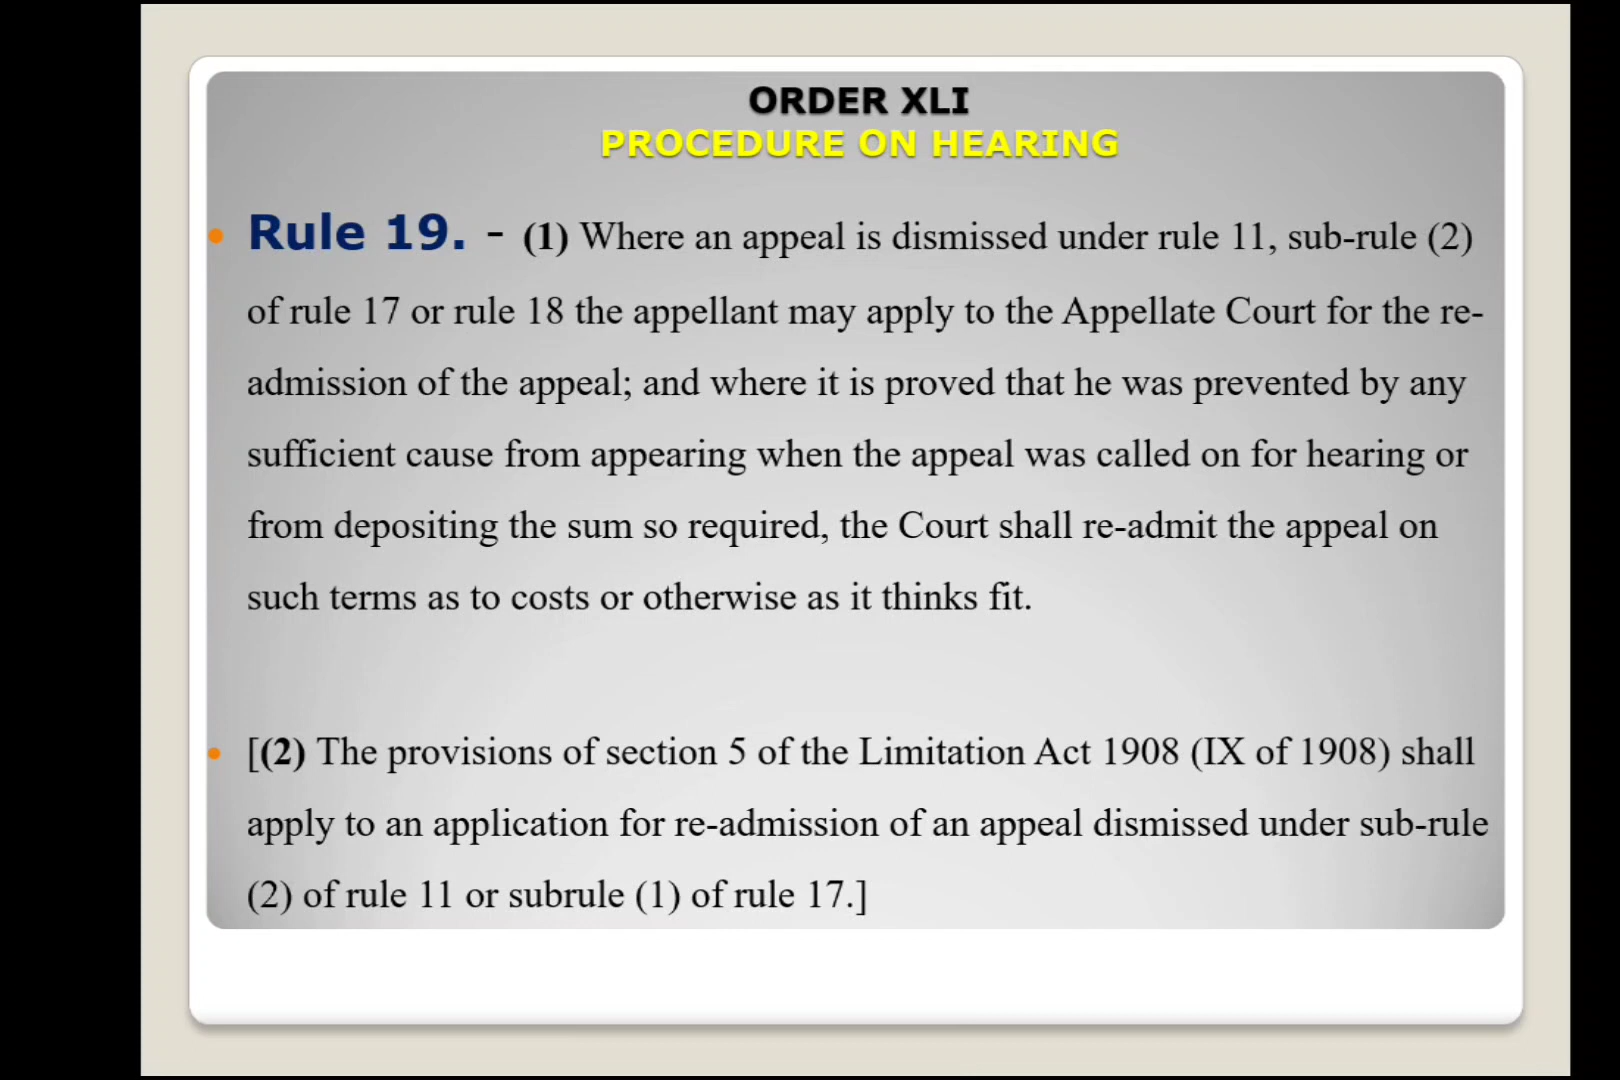 ORDER XLI
PROCEDURE ON HEARING
• Rule 19. - (1) Where an appeal is dismissed under rule 11, sub-rule (2)
of rule 17 or rule 18 the appellant may apply to the Appellate Court for the re-
admission of the appeal; and where it is proved that he was prevented by any
sufficient cause from appearing when the appeal was called on for hearing or
from depositing the sum so required, the Court shall re-admit the appeal on
such terms as to costs or otherwise as it thinks fit.
• [(2) The provisions of section 5 of the Limitation Act 1908 (IX of 1908) shall
apply to an application for re-admission of an appeal dismissed under sub-rule
(2) of rule 11 or subrule (1) of rule 17.]